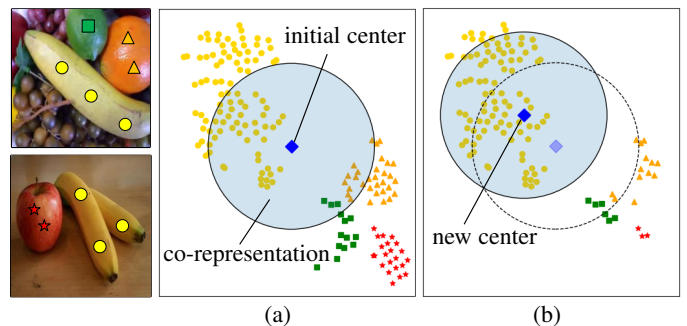 initial center
co-representation
new center
(a)
(b)